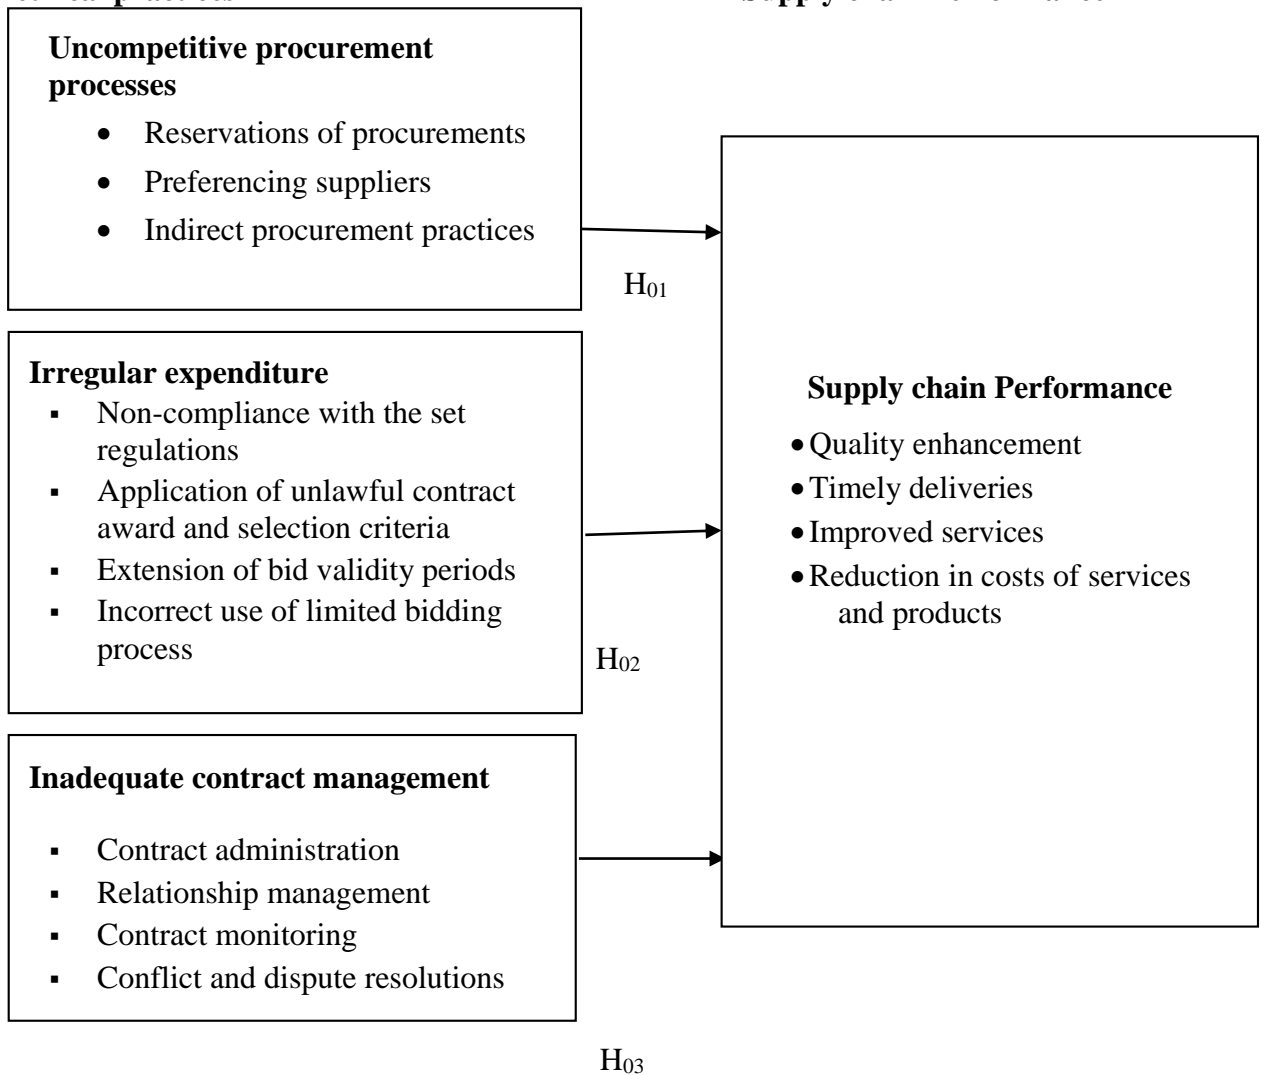 Uncompetitive procurement
processes
• Reservations of procurements
• Preferencing suppliers
• Indirect procurement practices
H01
Irregular expenditure
▪ Non-compliance with the set
regulations
▪ Application of unlawful contract
award and selection criteria
▪ Extension of bid validity periods
▪ Incorrect use of limited bidding
process
H02
Inadequate contract management
▪ Contract administration
▪ Relationship management
▪ Contract monitoring
▪ Conflict and dispute resolutions
H03
Supply chain Performance
• Quality enhancement
• Timely deliveries
• Improved services
• Reduction in costs of services
and products